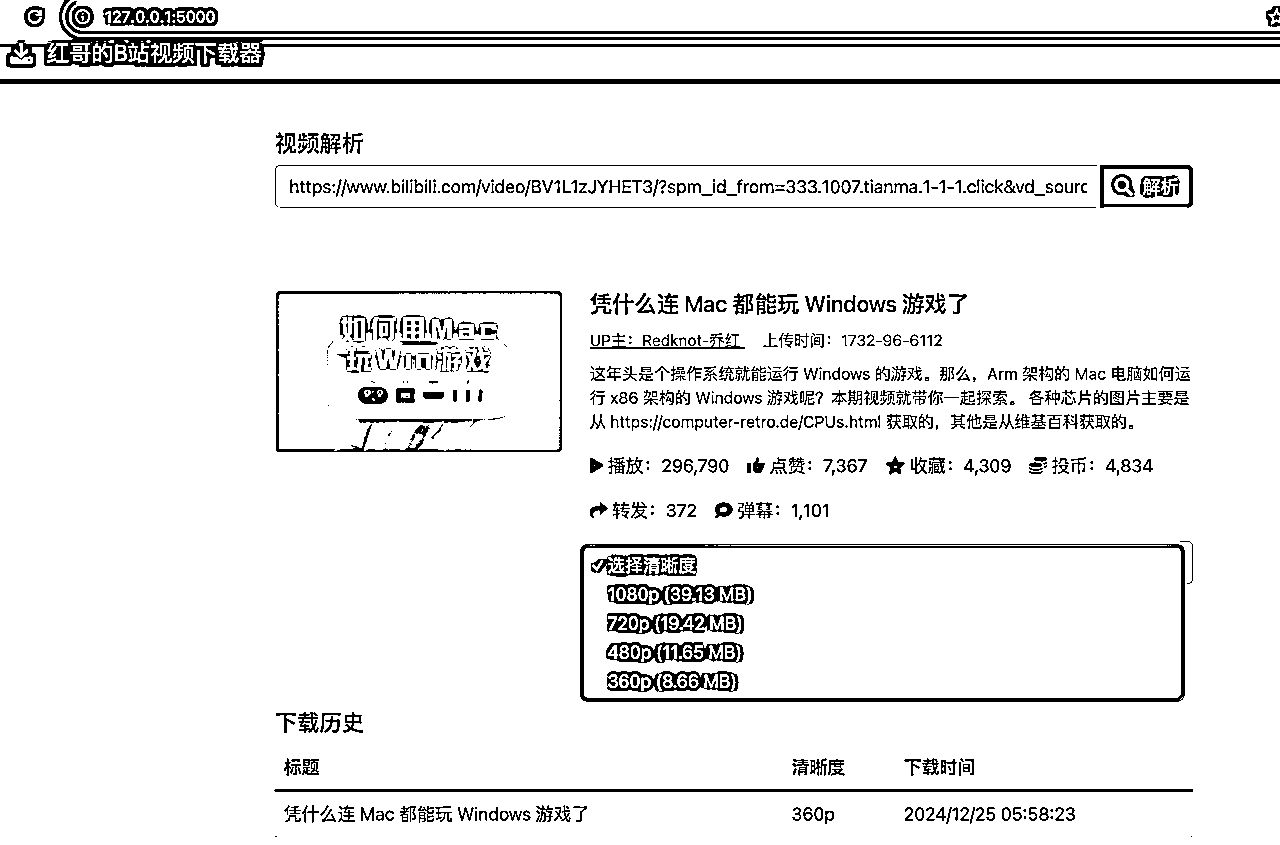 127.0.0.1:5000
红哥的B站视频下载器
视频解析
https://www.bilibili.com/video/BV1L1zJYHET3/?spm_id_from=333.1007.tianma.1-1-1.click&vd_sourc
解析
如何用Mac
玩Win游戏
凭什么连 Mac 都能玩 Windows 游戏了
UP主：Redknot-乔红 上传时间：1732-96-6112
这年头是个操作系统就能运行 Windows 的游戏。那么，Arm 架构的 Mac 电脑如何运
行 x86 架构的 Windows 游戏呢？本期视频就带你一起探索。 各种芯片的图片主要是
从 https://computer-retro.de/CPUs.html 获取的，其他是从维基百科获取的。
播放：296,790 点赞：7,367 收藏：4,309 投币：4,834
转发：372 弹幕：1,101
选择清晰度
1080p (39.13 MB)
720p (19.42 MB)
480p (11.65 MB)
360p (8.66 MB)
下载历史
标题 清晰度 下载时间
凭什么连 Mac 都能玩 Windows 游戏了 360p 2024/12/25 05:58:23